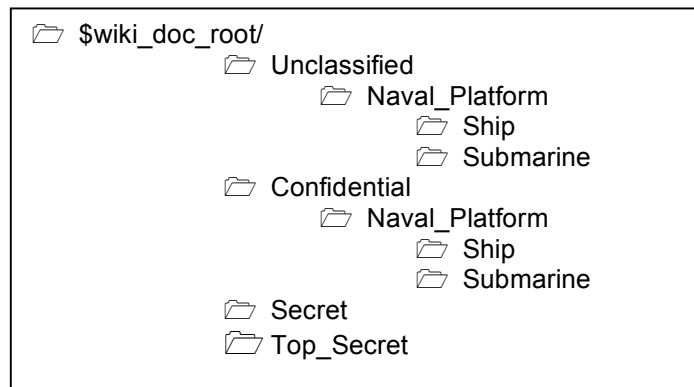 $wiki_doc_root/
Unclassified
Naval_Platform
Ship
Submarine
Confidential
Naval_Platform
Ship
Submarine
Secret
Top_Secret